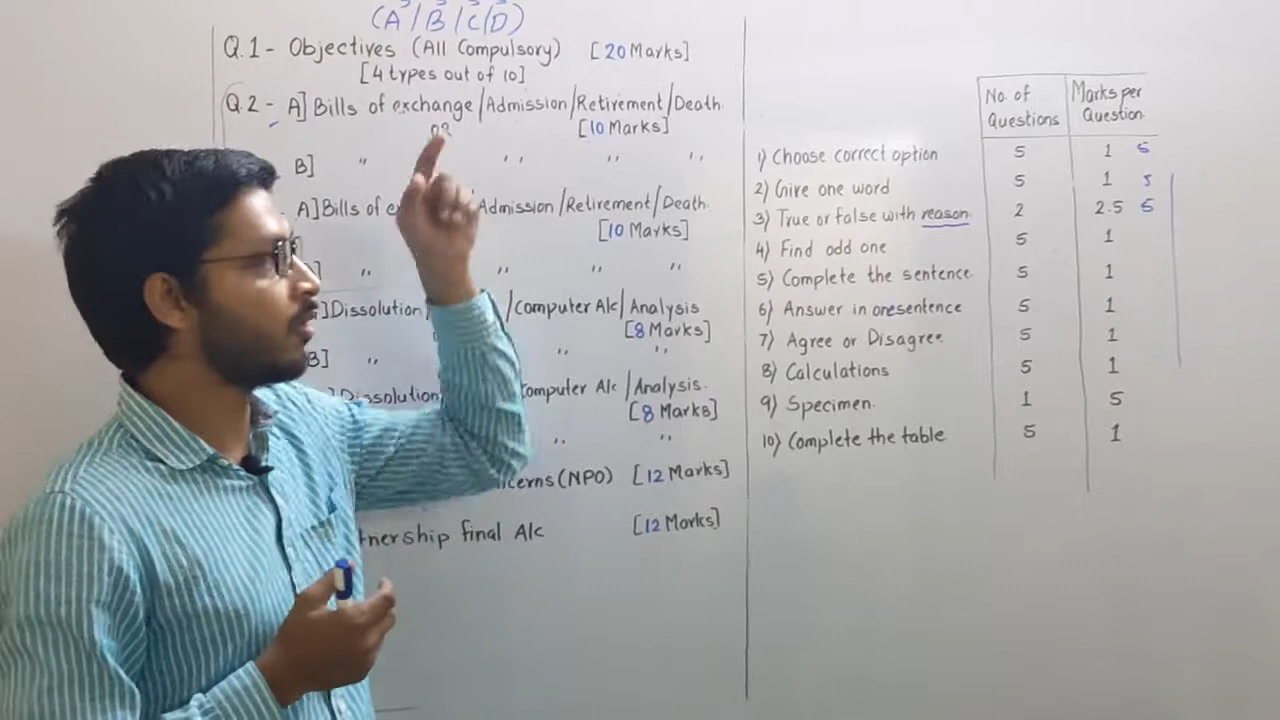 (A/B/C/D)
5 5 5
Q.1 - Objectives (All Compulsory) [20 Marks]
[4 types out of 10]
Q.2 - A] Bills of exchange/Admission/Retirement/Death.
OR [10 Marks]
B] " " " "
A] Bills of Admission/Retirement/Death.
[10 Marks]
] " " " "
] Dissolution/ /Computer A/c/Analysis
[8 Marks]
B] " " "
] Dissolution Computer A/c/Analysis.
[8 Marks]
" "
(NPO) [12 Marks]
final A/c [12 Marks]
No. of Questions Marks per Question
1) Choose correct option 5 1 5
2) Give one word 5 1 5
3) True or false with reason 2 2.5 5
4) Find odd one 5 1
5) Complete the sentence. 5 1
6) Answer in onesentence 5 1
7) Agree or Disagree. 5 1
8) Calculations 5 1
9) Specimen. 1 5
10) Complete the table 5 1